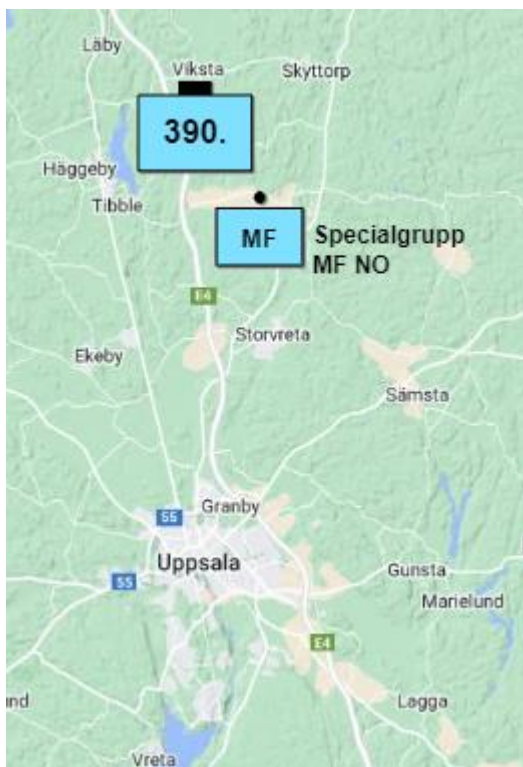 Läby
Viksta
Skyttorp
390.
Häggeby
Tibble
MF
Specialgrupp
MF NO
E4
Storvreta
Ekeby
Sämsta
Granby
55
Uppsala
55
Gunsta
Marielund
E4
Lagga
nd
Vreta